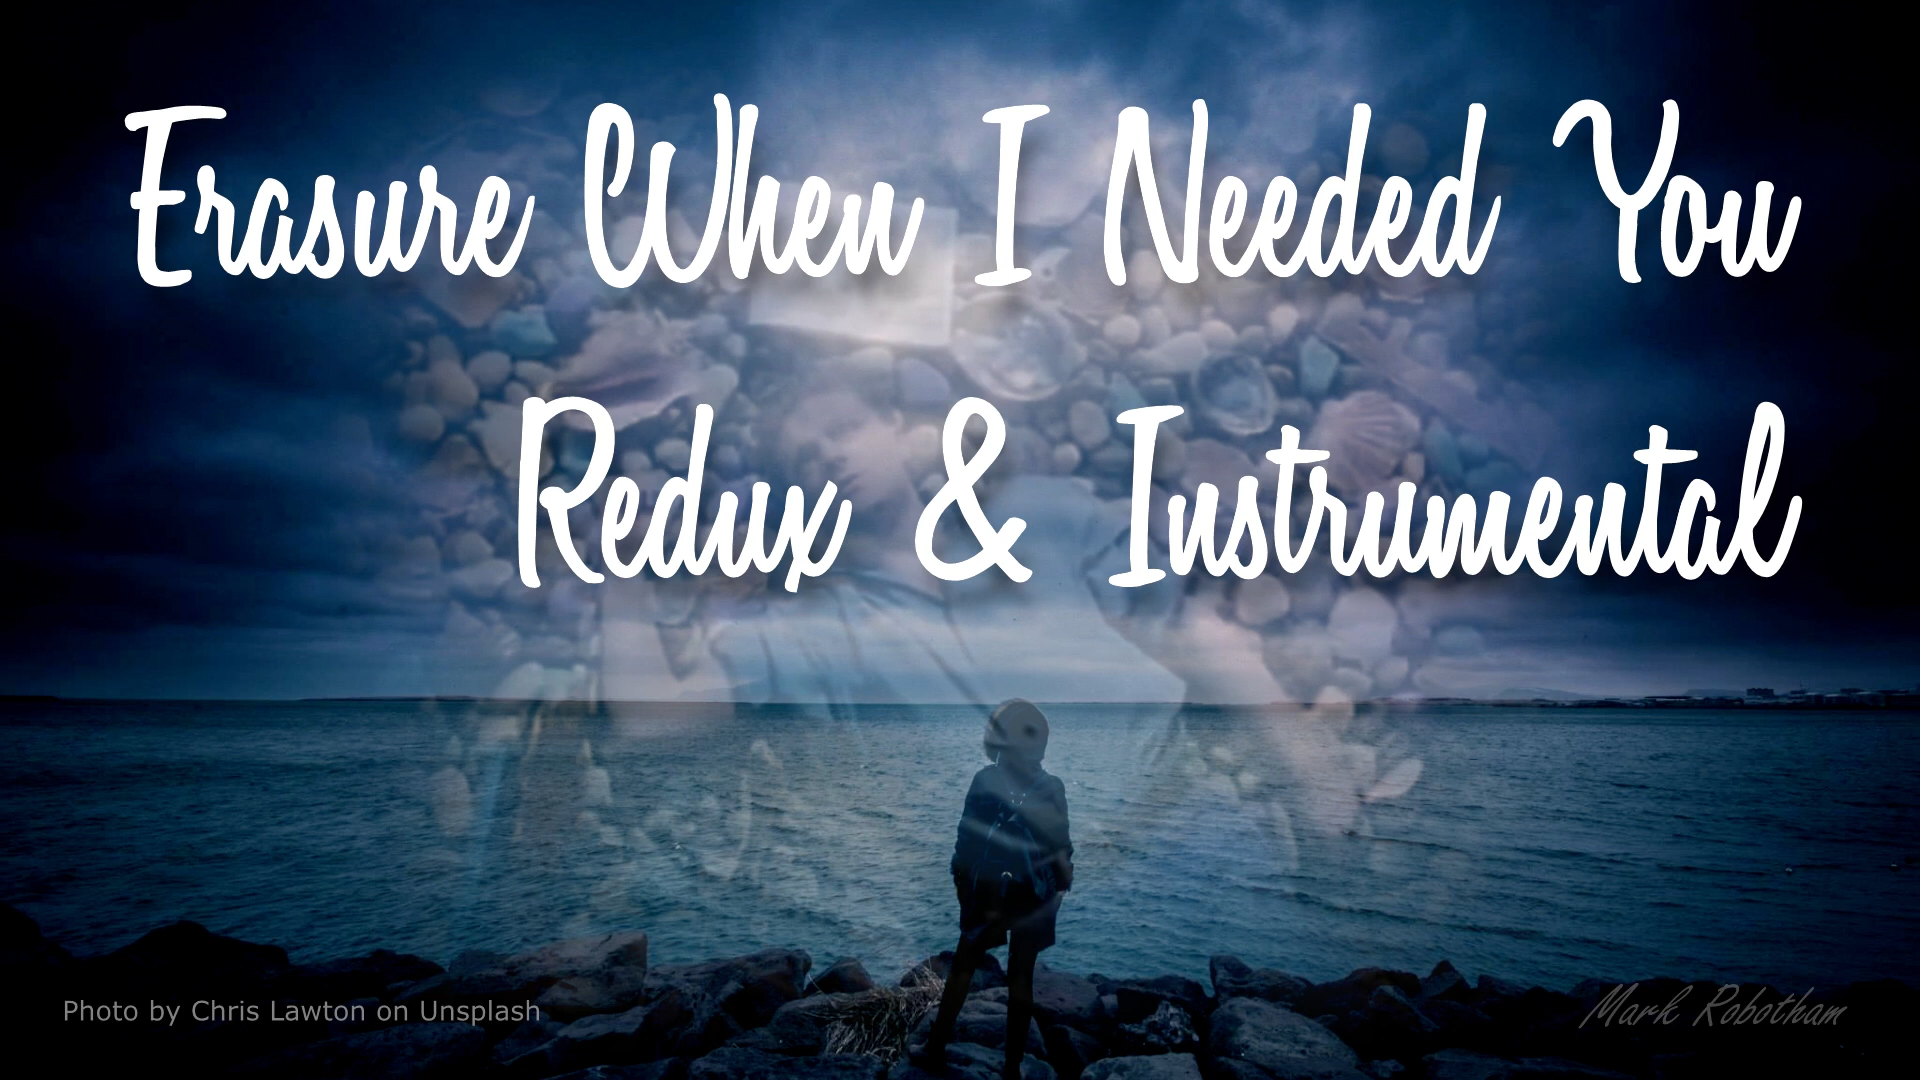 Erasure When I Needed You
Redux & Instrumental
Photo by Chris Lawton on Unsplash
Mark Robotham